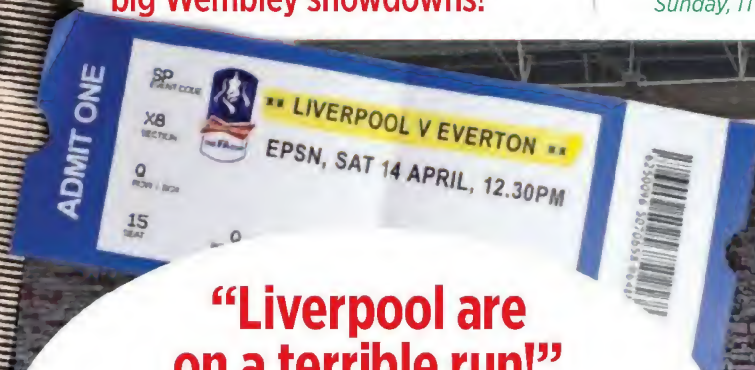 big Wembley showdowns!
Sunday, 11
ADMIT ONE
SP
EVENT CODE
X8
SECTION
Q
ROW / BOX
15
SEAT
** LIVERPOOL V EVERTON **
EPSN, SAT 14 APRIL, 12.30PM
Q
“Liverpool are
on a terrible run!”